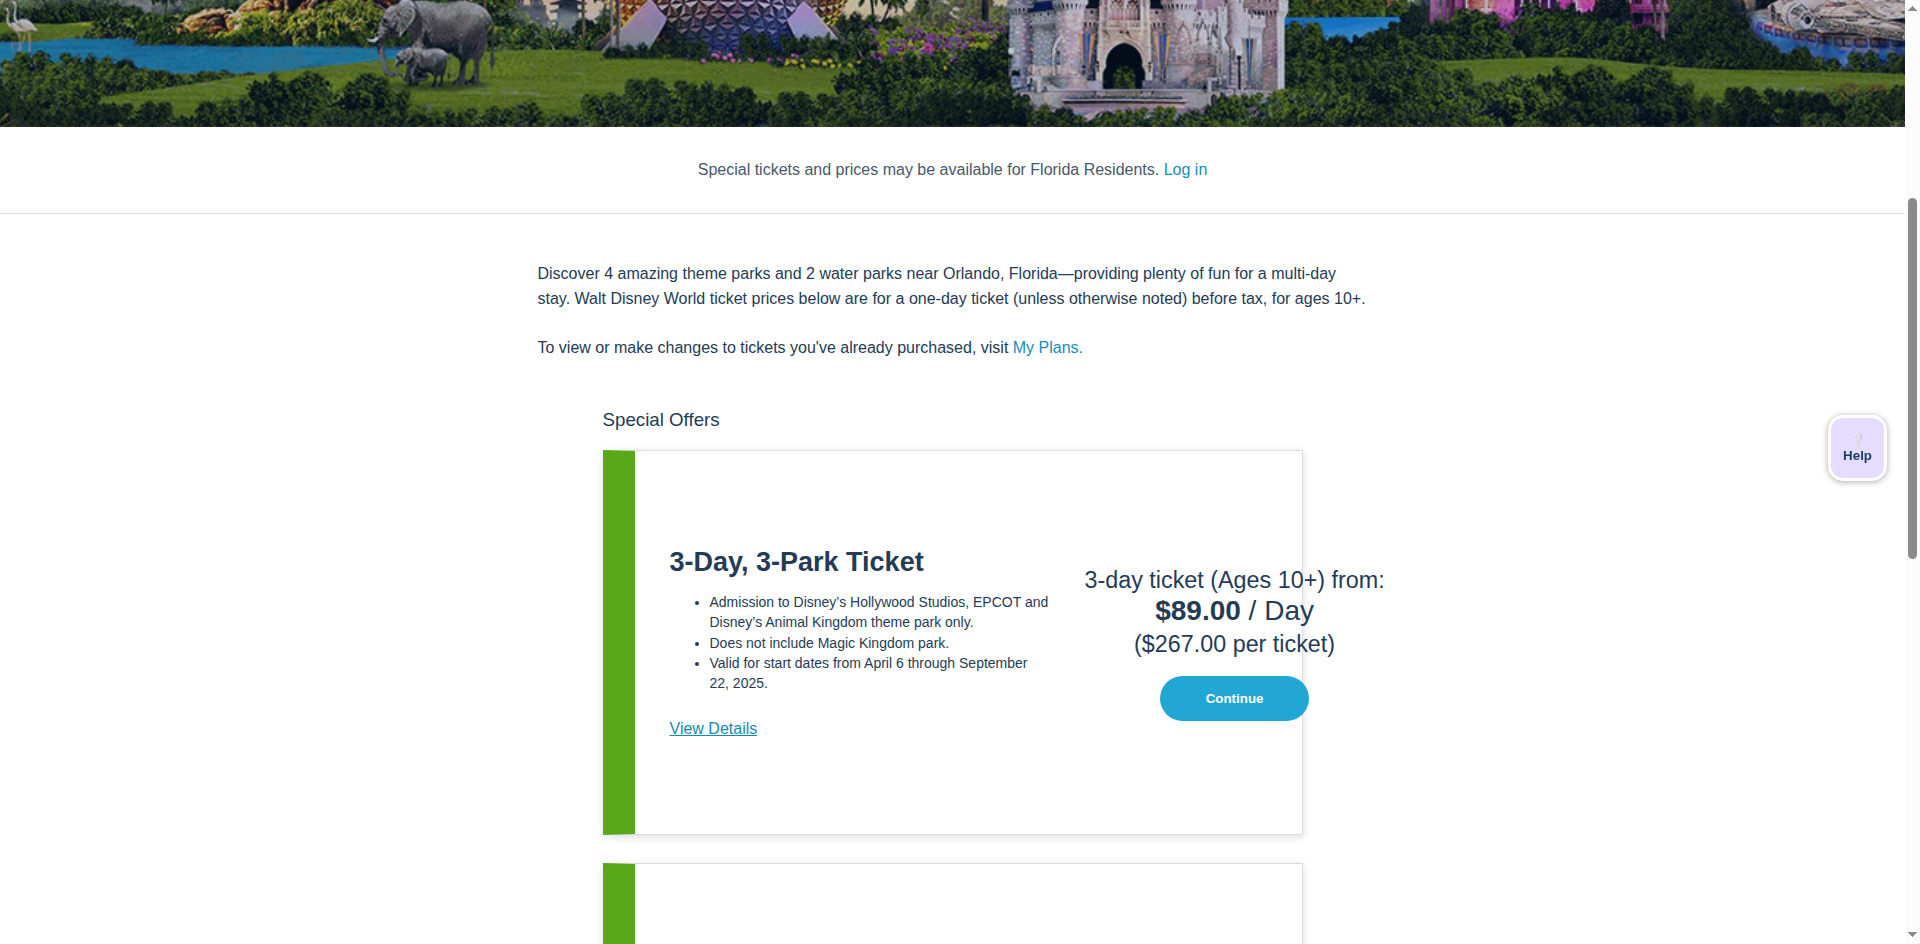 Special tickets and prices may be available for Florida Residents. Log in
Discover 4 amazing theme parks and 2 water parks near Orlando, Florida—providing plenty of fun for a multi-day
stay. Walt Disney World ticket prices below are for a one-day ticket (unless otherwise noted) before tax, for ages 10+.
To view or make changes to tickets you've already purchased, visit My Plans.
Special Offers
3-Day, 3-Park Ticket
• Admission to Disney’s Hollywood Studios, EPCOT and
Disney’s Animal Kingdom theme park only.
• Does not include Magic Kingdom park.
• Valid for start dates from April 6 through September
22, 2025.
View Details
3-day ticket (Ages 10+) from:
$89.00 / Day
($267.00 per ticket)
Continue
❔
Help